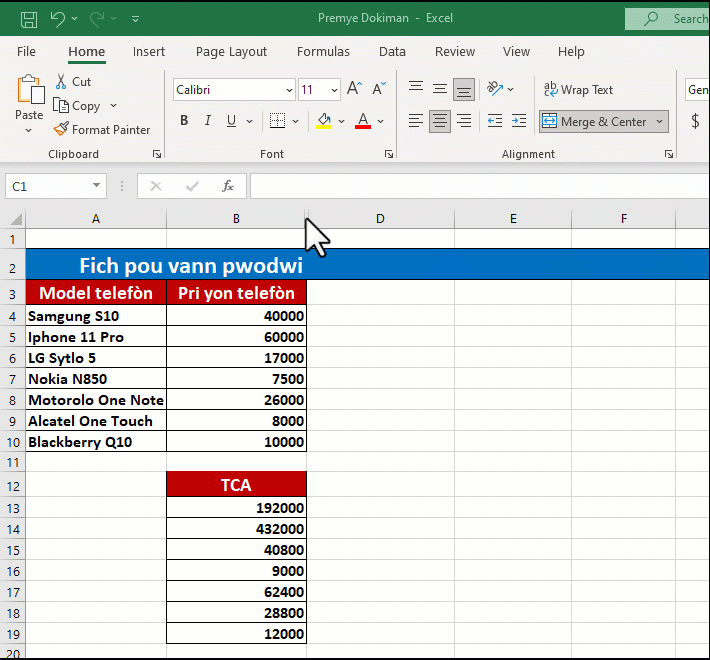 Premye Dokiman - Excel
Search
File Home Insert Page Layout Formulas Data Review View Help
Paste
Cut
Copy
Format Painter
Calibri 11
B I U A
Wrap Text
Merge & Center
Gen
$
Clipboard Font Alignment
C1 fx
A B D E F
1
2 Fich pou vann pwodwi
3 Model telefòn Pri yon telefòn
4 Samgung S10 40000
5 Iphone 11 Pro 60000
6 LG Sytlo 5 17000
7 Nokia N850 7500
8 Motorolo One Note 26000
9 Alcatel One Touch 8000
10 Blackberry Q10 10000
11
12 TCA
13 192000
14 432000
15 40800
16 9000
17 62400
18 28800
19 12000
20